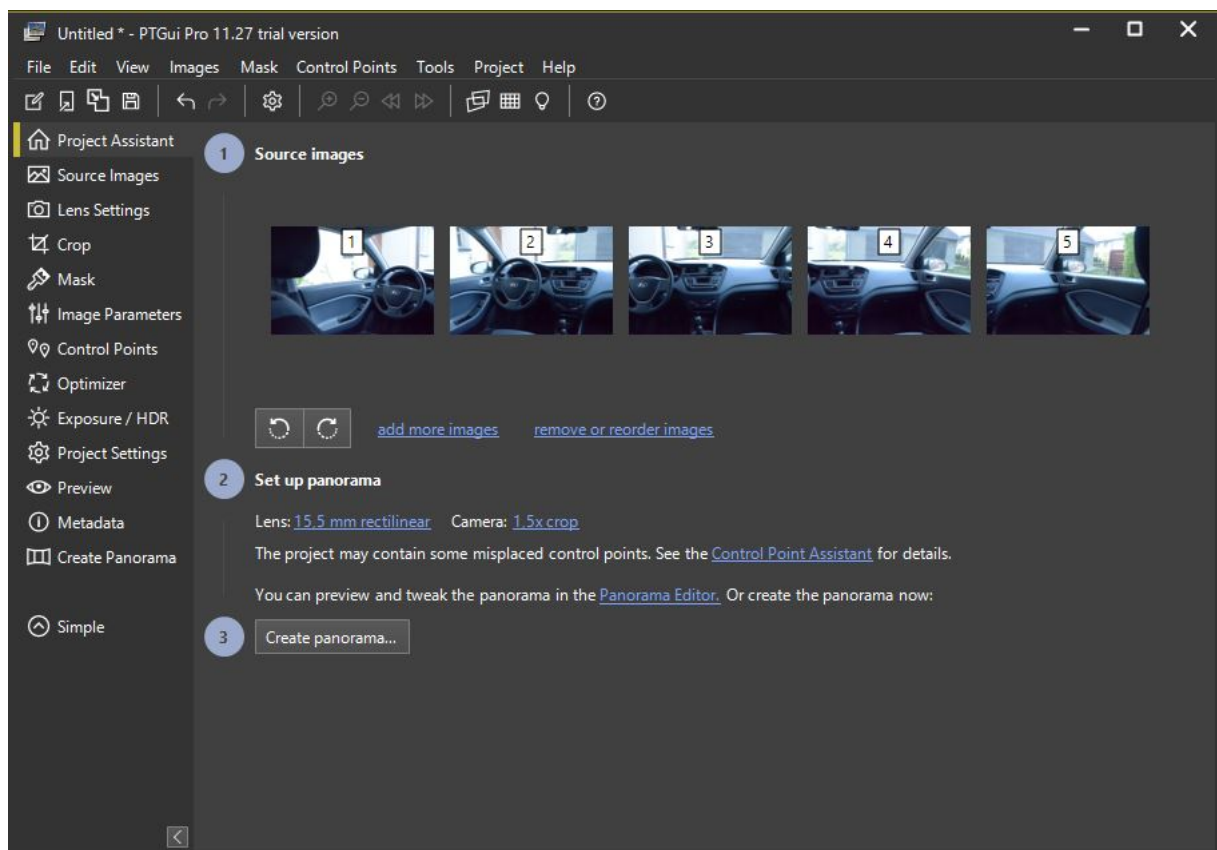 Untitled * - PTGui Pro 11.27 trial version
File Edit View Images Mask Control Points Tools Project Help
Project Assistant
Source Images
Lens Settings
Crop
Mask
Image Parameters
Control Points
Optimizer
Exposure / HDR
Project Settings
Preview
Metadata
Create Panorama
Simple
1 Source images
1 2 3 4 5
add more images remove or reorder images
2 Set up panorama
Lens: 15,5 mm rectilinear Camera: 1,5x crop
The project may contain some misplaced control points. See the Control Point Assistant for details.
You can preview and tweak the panorama in the Panorama Editor. Or create the panorama now:
3 Create panorama...